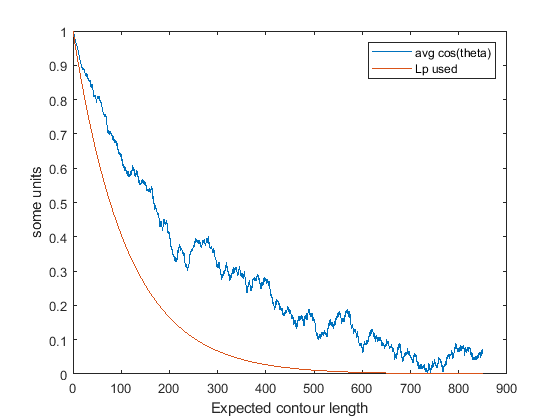 avg cos(theta)
Lp used
some units
1
0.9
0.8
0.7
0.6
0.5
0.4
0.3
0.2
0.1
0
0 100 200 300 400 500 600 700 800 900
Expected contour length